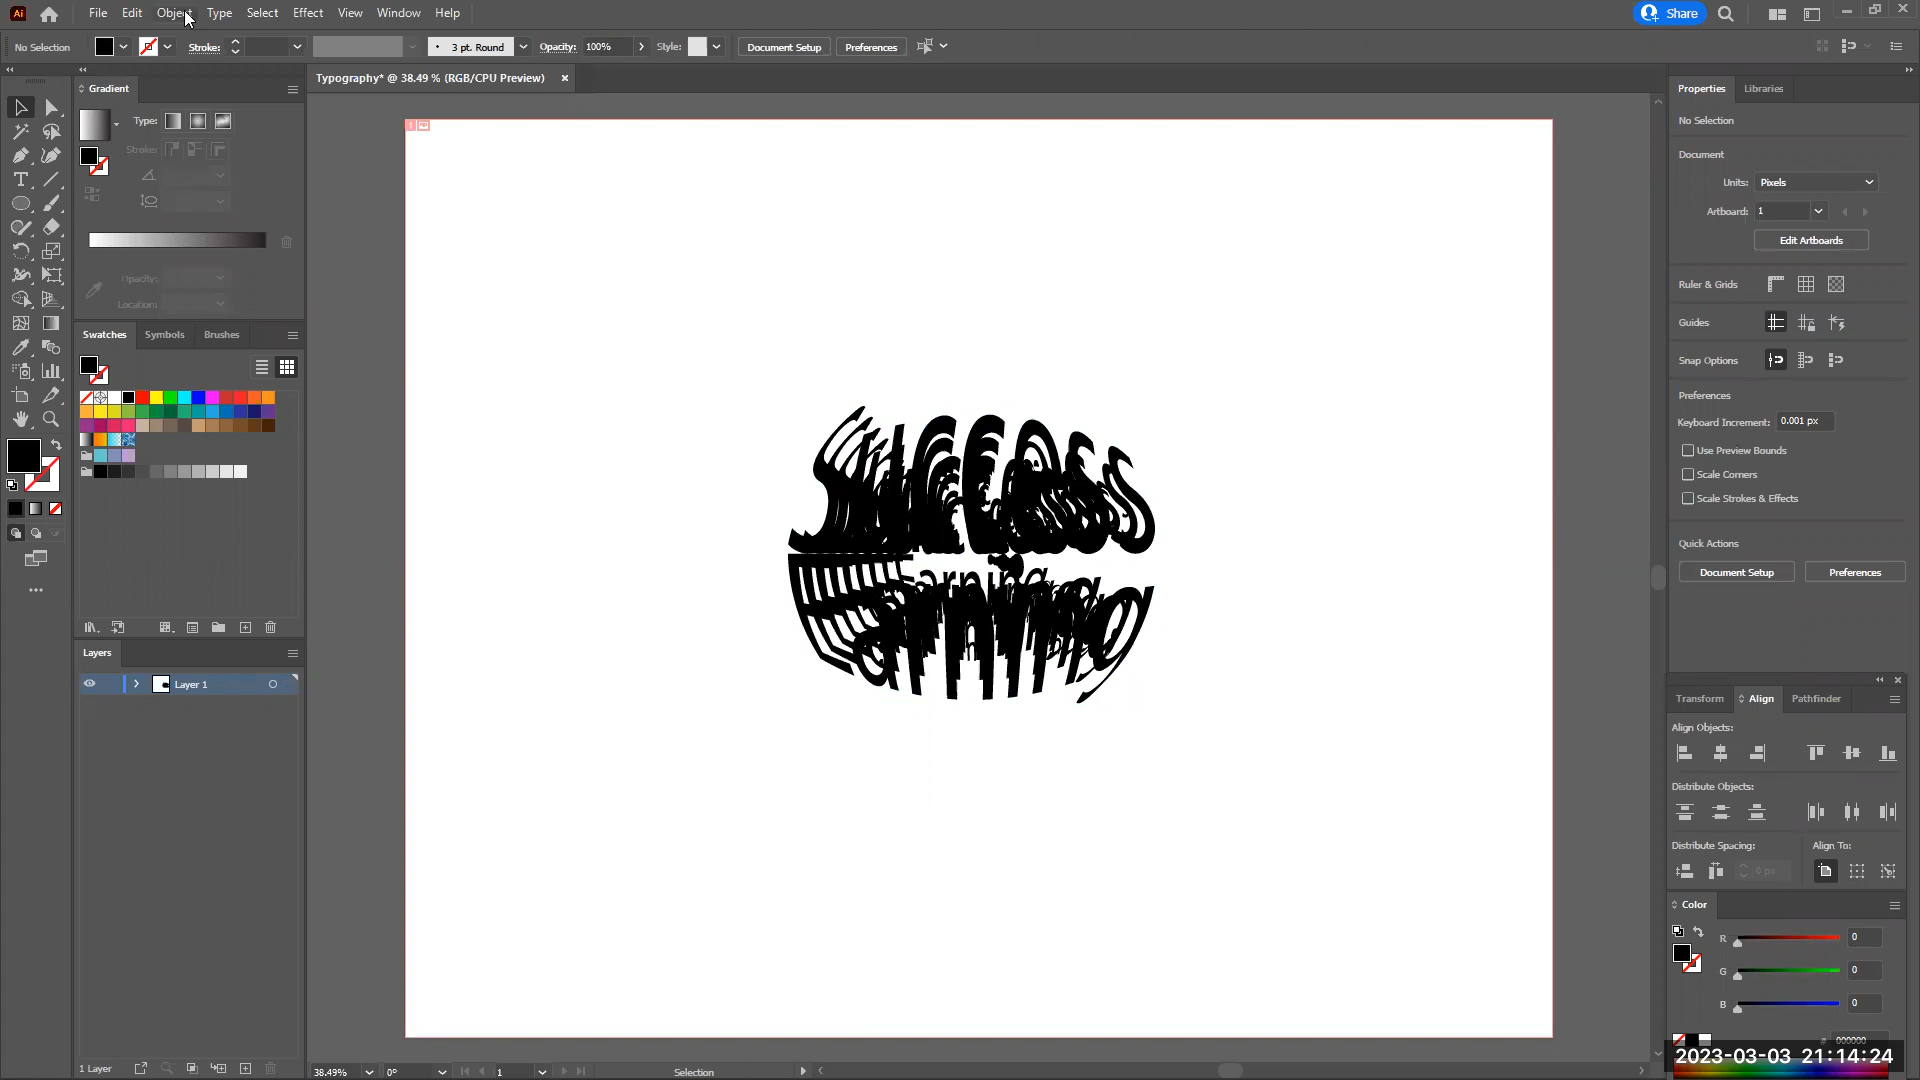 Ai File Edit Object Type Select Effect View Window Help Share
No Selection Stroke: 3 pt. Round Opacity: 100% Style: Document Setup Preferences
Typography* @ 38.49 % (RGB/CPU Preview)
Gradient
Type:
Stroke:
Opacity:
Location:
Swatches Symbols Brushes
Layers
Layer 1
1 Layer
arning
38.49% 0° 1 Selection
Properties Libraries
No Selection
Document
Units: Pixels
Artboard: 1
Edit Artboards
Ruler & Grids
Guides
Snap Options
Preferences
Keyboard Increment: 0.001 px
Use Preview Bounds
Scale Corners
Scale Strokes & Effects
Quick Actions
Document Setup Preferences
Transform Align Pathfinder
Align Objects:
Distribute Objects:
Distribute Spacing: Align To:
0 px
Color
R 0
G 0
B 0
# 000000
2023-03-03 21:14:24